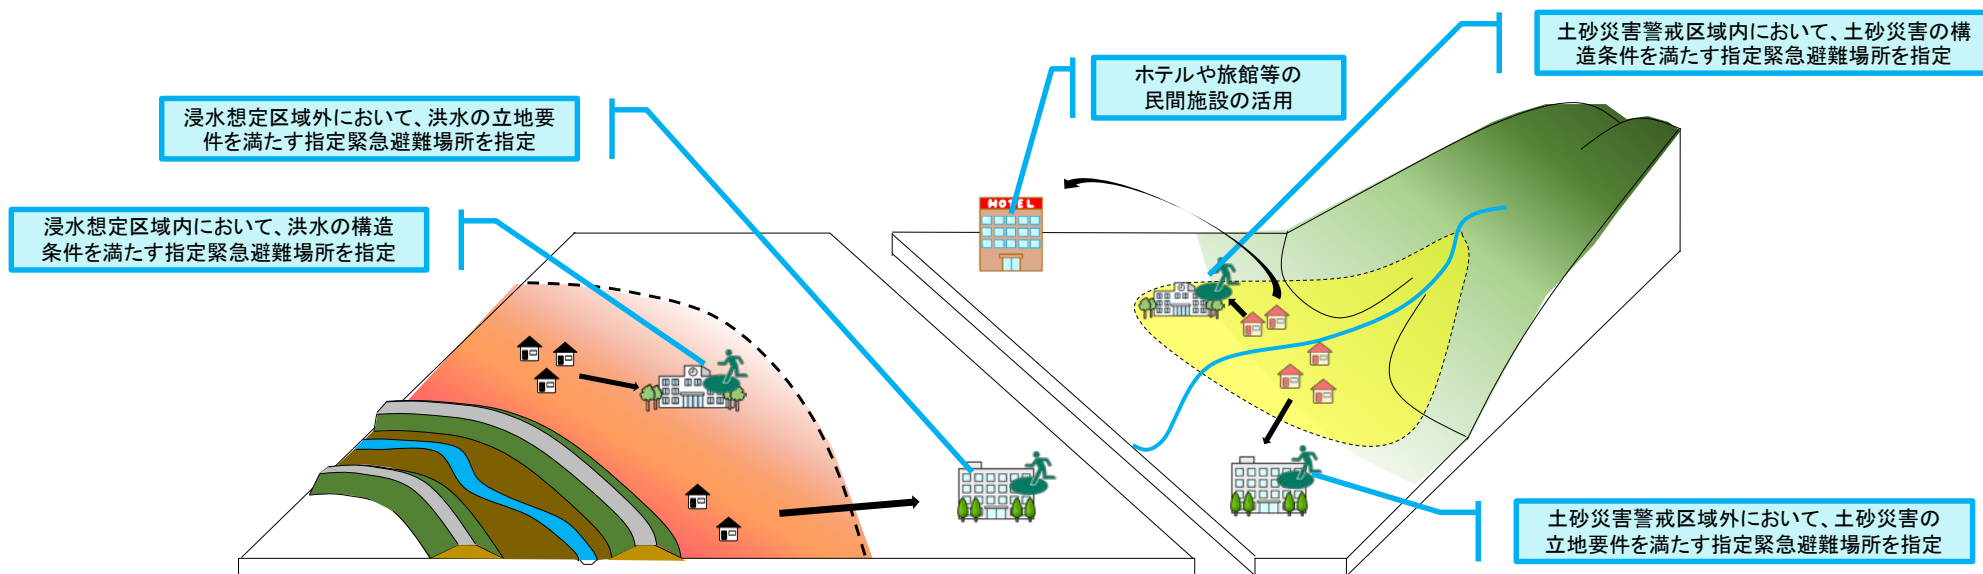 土砂災害警戒区域内において、土砂災害の構
造条件を満たす指定緊急避難場所を指定
ホテルや旅館等の
民間施設の活用
浸水想定区域外において、洪水の立地要
件を満たす指定緊急避難場所を指定
浸水想定区域内において、洪水の構造
条件を満たす指定緊急避難場所を指定
HOTEL
土砂災害警戒区域外において、土砂災害の
立地要件を満たす指定緊急避難場所を指定